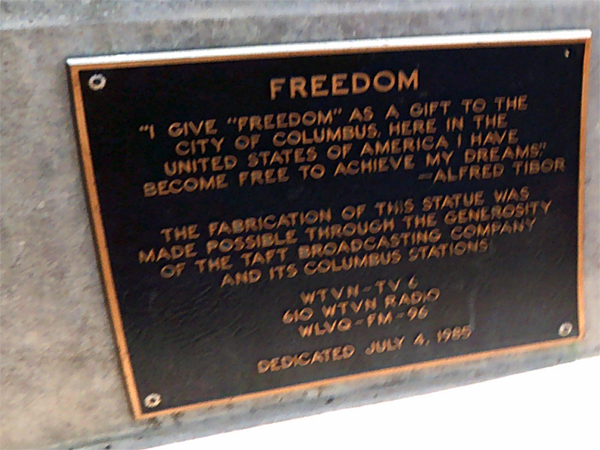 FREEDOM
"I GIVE "FREEDOM" AS A GIFT TO THE
CITY OF COLUMBUS. HERE IN THE
UNITED STATES OF AMERICA I HAVE
BECOME FREE TO ACHIEVE MY DREAMS"
-ALFRED TIBOR
THE FABRICATION OF THIS STATUE WAS
MADE POSSIBLE THROUGH THE GENEROSITY
OF THE TAFT BROADCASTING COMPANY
AND ITS COLUMBUS STATIONS
WTVN-TV 6
610 WTVN RADIO
WLVQ-FM-96
DEDICATED JULY 4, 1985